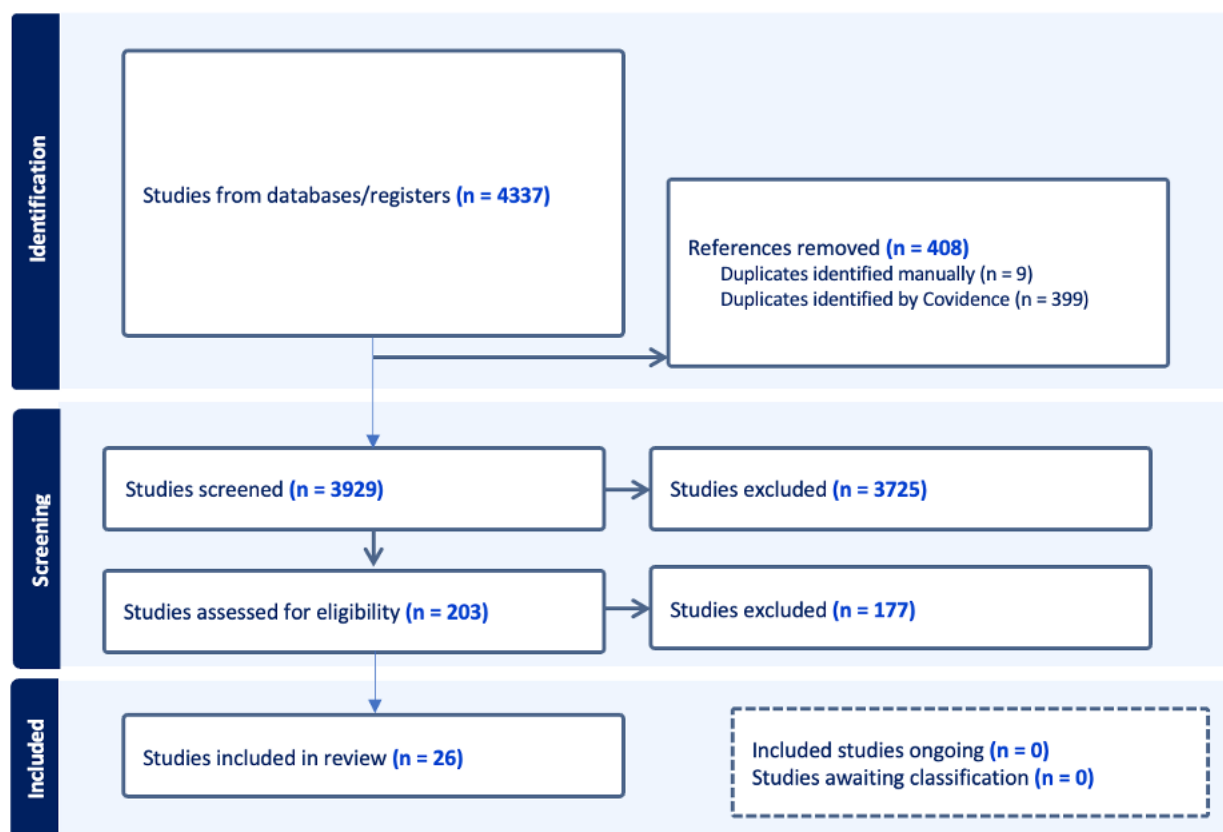 Identification
Studies from databases/registers (n = 4337)
References removed (n = 408)
Duplicates identified manually (n = 9)
Duplicates identified by Covidence (n = 399)
Screening
Studies screened (n = 3929)
Studies excluded (n = 3725)
Studies assessed for eligibility (n = 203)
Studies excluded (n = 177)
Included
Studies included in review (n = 26)
Included studies ongoing (n = 0)
Studies awaiting classification (n = 0)